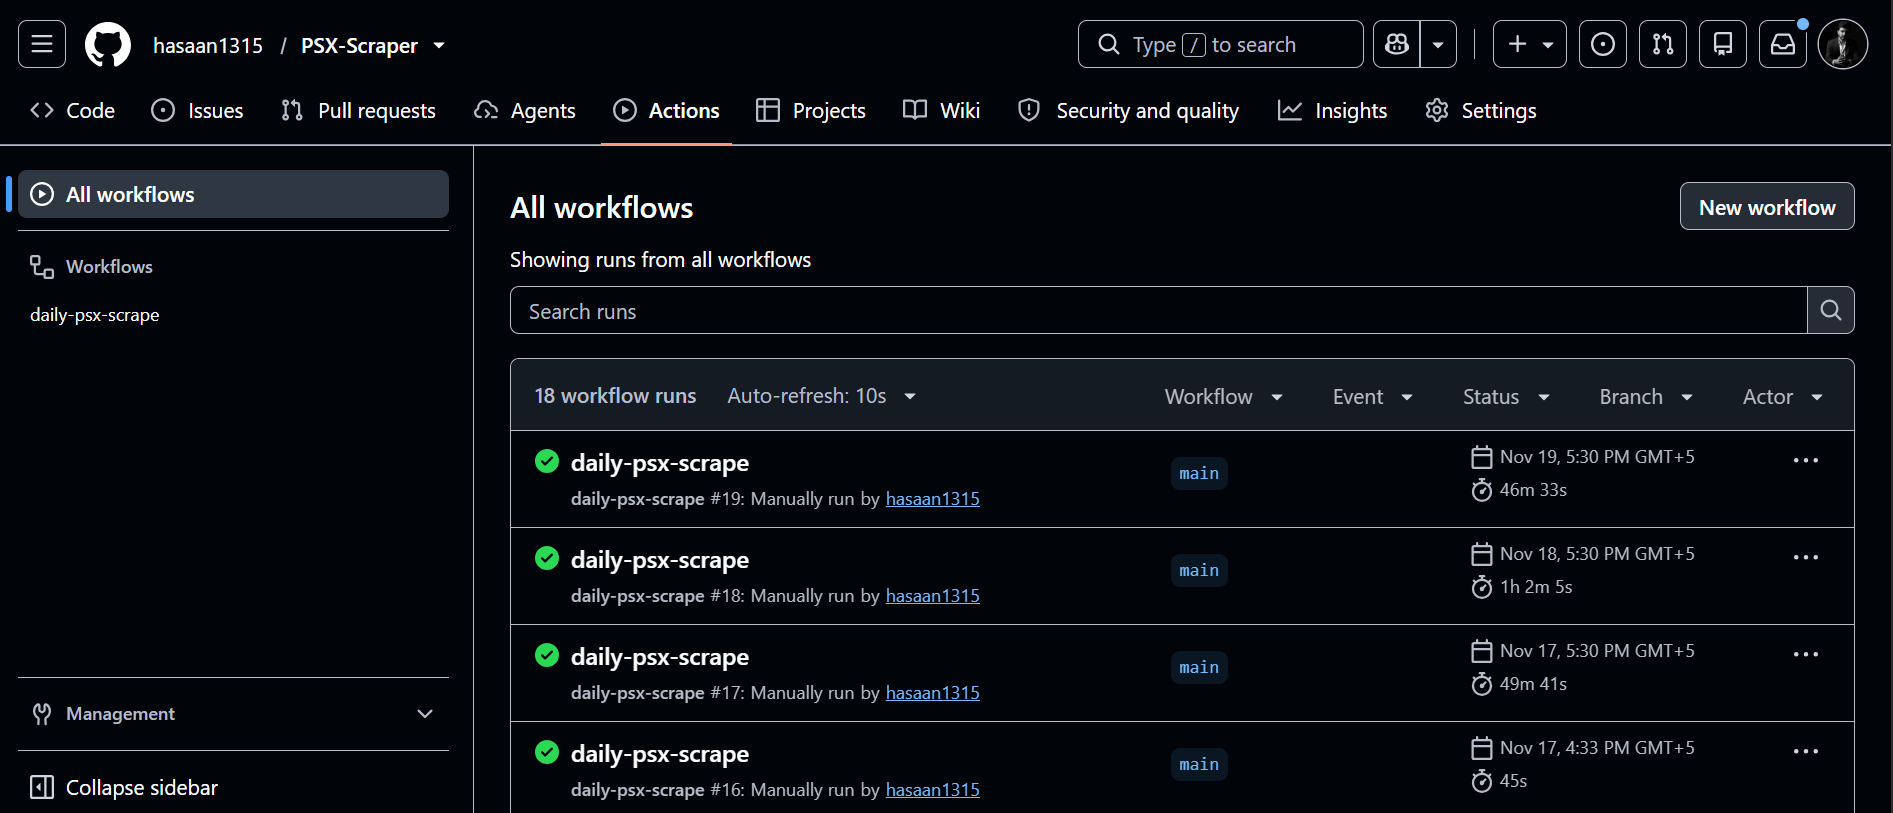 hasaan1315 / PSX-Scraper
Type / to search
Code Issues Pull requests Agents Actions Projects Wiki Security and quality Insights Settings
All workflows
Workflows
daily-psx-scrape
Management
Collapse sidebar
All workflows
New workflow
Showing runs from all workflows
Search runs
18 workflow runs Auto-refresh: 10s Workflow Event Status Branch Actor
daily-psx-scrape
daily-psx-scrape #19: Manually run by hasaan1315
main
Nov 19, 5:30 PM GMT+5
46m 33s
daily-psx-scrape
daily-psx-scrape #18: Manually run by hasaan1315
main
Nov 18, 5:30 PM GMT+5
1h 2m 5s
daily-psx-scrape
daily-psx-scrape #17: Manually run by hasaan1315
main
Nov 17, 5:30 PM GMT+5
49m 41s
daily-psx-scrape
daily-psx-scrape #16: Manually run by hasaan1315
main
Nov 17, 4:33 PM GMT+5
45s